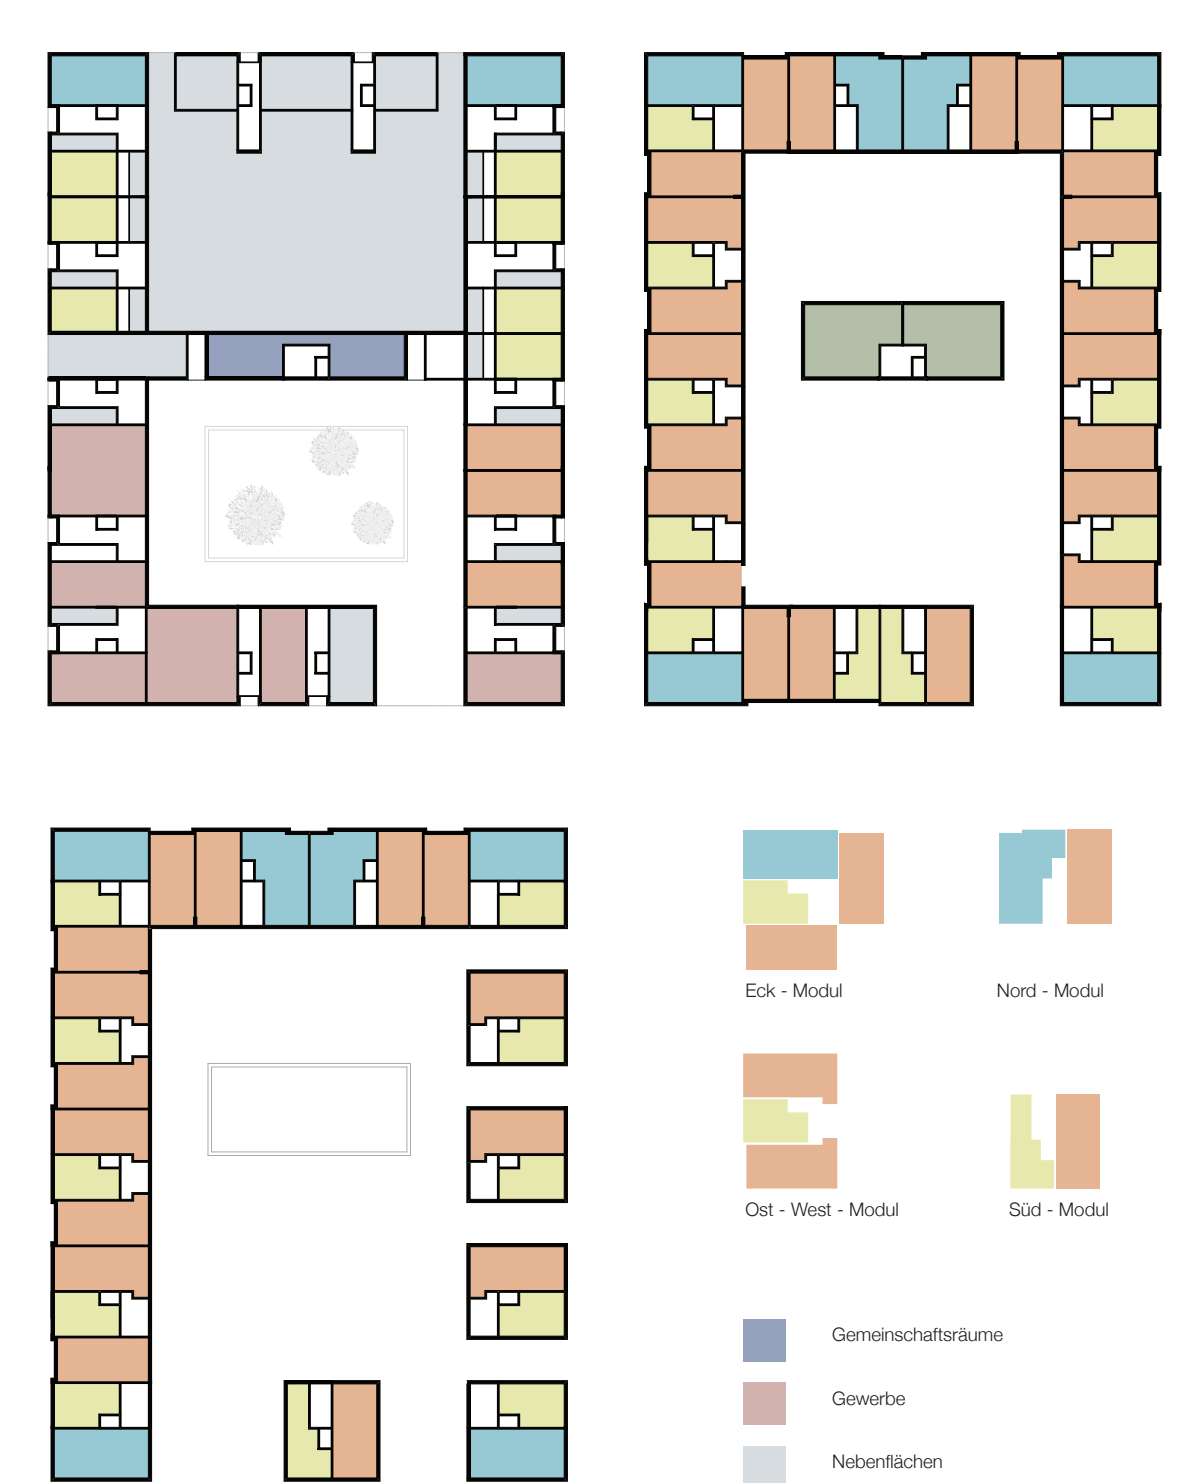 Eck - Modul
Nord - Modul
Ost - West - Modul
Süd - Modul
Gemeinschaftsräume
Gewerbe
Nebenflächen